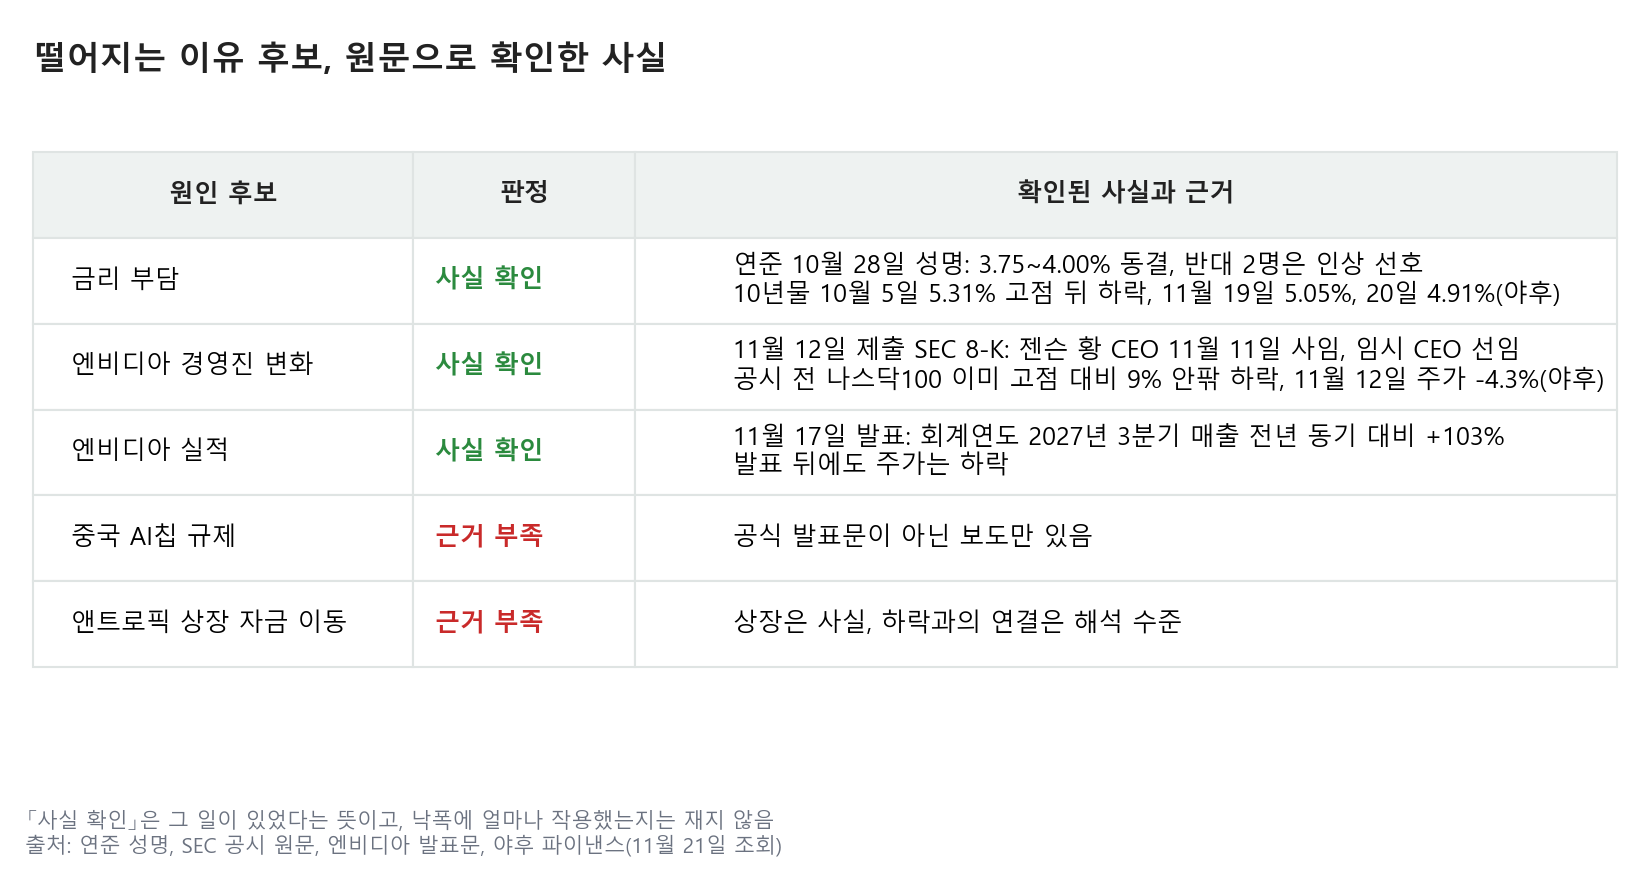 떨어지는 이유 후보, 원문으로 확인한 사실
원인 후보
판정
확인된 사실과 근거
금리 부담
사실 확인
연준 10월 28일 성명: 3.75~4.00% 동결, 반대 2명은 인상 선호
10년물 10월 5일 5.31% 고점 뒤 하락, 11월 19일 5.05%, 20일 4.91%(야후)
엔비디아 경영진 변화
사실 확인
11월 12일 제출 SEC 8-K: 젠슨 황 CEO 11월 11일 사임, 임시 CEO 선임
공시 전 나스닥100 이미 고점 대비 9% 안팎 하락, 11월 12일 주가 -4.3%(야후)
엔비디아 실적
사실 확인
11월 17일 발표: 회계연도 2027년 3분기 매출 전년 동기 대비 +103%
발표 뒤에도 주가는 하락
중국 AI칩 규제
근거 부족
공식 발표문이 아닌 보도만 있음
앤트로픽 상장 자금 이동
근거 부족
상장은 사실, 하락과의 연결은 해석 수준
「사실 확인」은 그 일이 있었다는 뜻이고, 낙폭에 얼마나 작용했는지는 재지 않음
출처: 연준 성명, SEC 공시 원문, 엔비디아 발표문, 야후 파이낸스(11월 21일 조회)